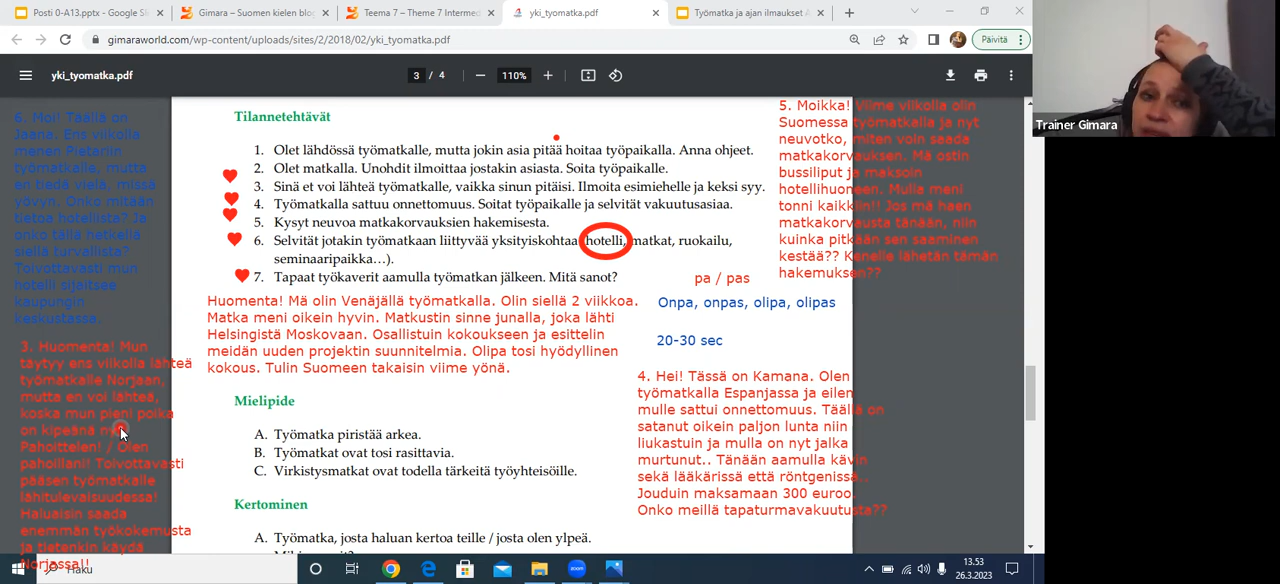 Posti 0-A13.pptx - Google Sl
Gimara – Suomen kielen blog
Teema 7 – Theme 7 Intermed
yki_tyomatka.pdf
Työmatka ja ajan ilmaukset A
gimaraworld.com/wp-content/uploads/sites/2/2018/02/yki_tyomatka.pdf
Päivitä
yki_tyomatka.pdf
3 / 4
110%
Trainer Gimara
Tilannetehtävät
1. Olet lähdössä työmatkalle, mutta jokin asia pitää hoitaa työpaikalla. Anna ohjeet.
2. Olet matkalla. Unohdit ilmoittaa jostakin asiasta. Soita työpaikalle.
3. Sinä et voi lähteä työmatkalle, vaikka sinun pitäisi. Ilmoita esimiehelle ja keksi syy.
4. Työmatkalla sattuu onnettomuus. Soitat työpaikalle ja selvität vakuutusasiaa.
5. Kysyt neuvoa matkakorvauksien hakemisesta.
6. Selvität jotakin työmatkaan liittyvää yksityiskohtaa (hotelli, matkat, ruokailu,
seminaaripaikka…).
7. Tapaat työkaverit aamulla työmatkan jälkeen. Mitä sanot?
Huomenta! Mä olin Venäjällä työmatkalla. Olin siellä 2 viikkoa.
Matka meni oikein hyvin. Matkustin sinne junalla, joka lähti
Helsingistä Moskovaan. Osallistuin kokoukseen ja esittelin
meidän uuden projektin suunnitelmia. Olipa tosi hyödyllinen
kokous. Tulin Suomeen takaisin viime yönä.
pa / pas
Onpa, onpas, olipa, olipas
20-30 sec
Mielipide
A. Työmatka piristää arkea.
B. Työmatkat ovat tosi rasittavia.
C. Virkistysmatkat ovat todella tärkeitä työyhteisöille.
Kertominen
A. Työmatka, josta haluan kertoa teille / josta olen ylpeä.
6. Moi! Täällä on
Jaana. Ens viikolla
menen Pietariin
työmatkalle, mutta
en tiedä vielä, missä
yövyn. Onko mitään
tietoa hotellista? Ja
onko tällä hetkellä
siellä turvallista?
Toivottavasti mun
hotelli sijaitsee
kaupungin
keskustassa.
3. Huomenta! Mun
täytyy ens viikolla lähteä
työmatkalle Norjaan,
mutta en voi lähteä,
koska mun pieni poika
on kipeänä nyt.
Pahoittelen! / Olen
pahoillani! Toivottavasti
pääsen työmatkalle
lähitulevaisuudessa!
Haluaisin saada
enemmän työkokemusta
ja tietenkin käydä
Norjassa!!
5. Moikka! Viime viikolla olin
Suomessa työmatkalla ja nyt
neuvotko, miten voin saada
matkakorvauksen. Mä ostin
bussiliput ja maksoin
hotellihuoneen. Mulla meni
tonni kaikkiin!! Jos mä haen
matkakorvausta tänään, niin
kuinka pitkään sen saaminen
kestää?? Kenelle lähetän tämän
hakemuksen??
4. Hei! Tässä on Kamana. Olen
työmatkalla Espanjassa ja eilen
mulle sattui onnettomuus. Täällä on
satanut oikein paljon lunta niin
liukastuin ja mulla on nyt jalka
murtunut.. Tänään aamulla kävin
sekä lääkärissä että röntgenissä..
Jouduin maksamaan 300 euroo.
Onko meillä tapaturmavakuutusta??
Haku
zoom
13.53
26.3.2023